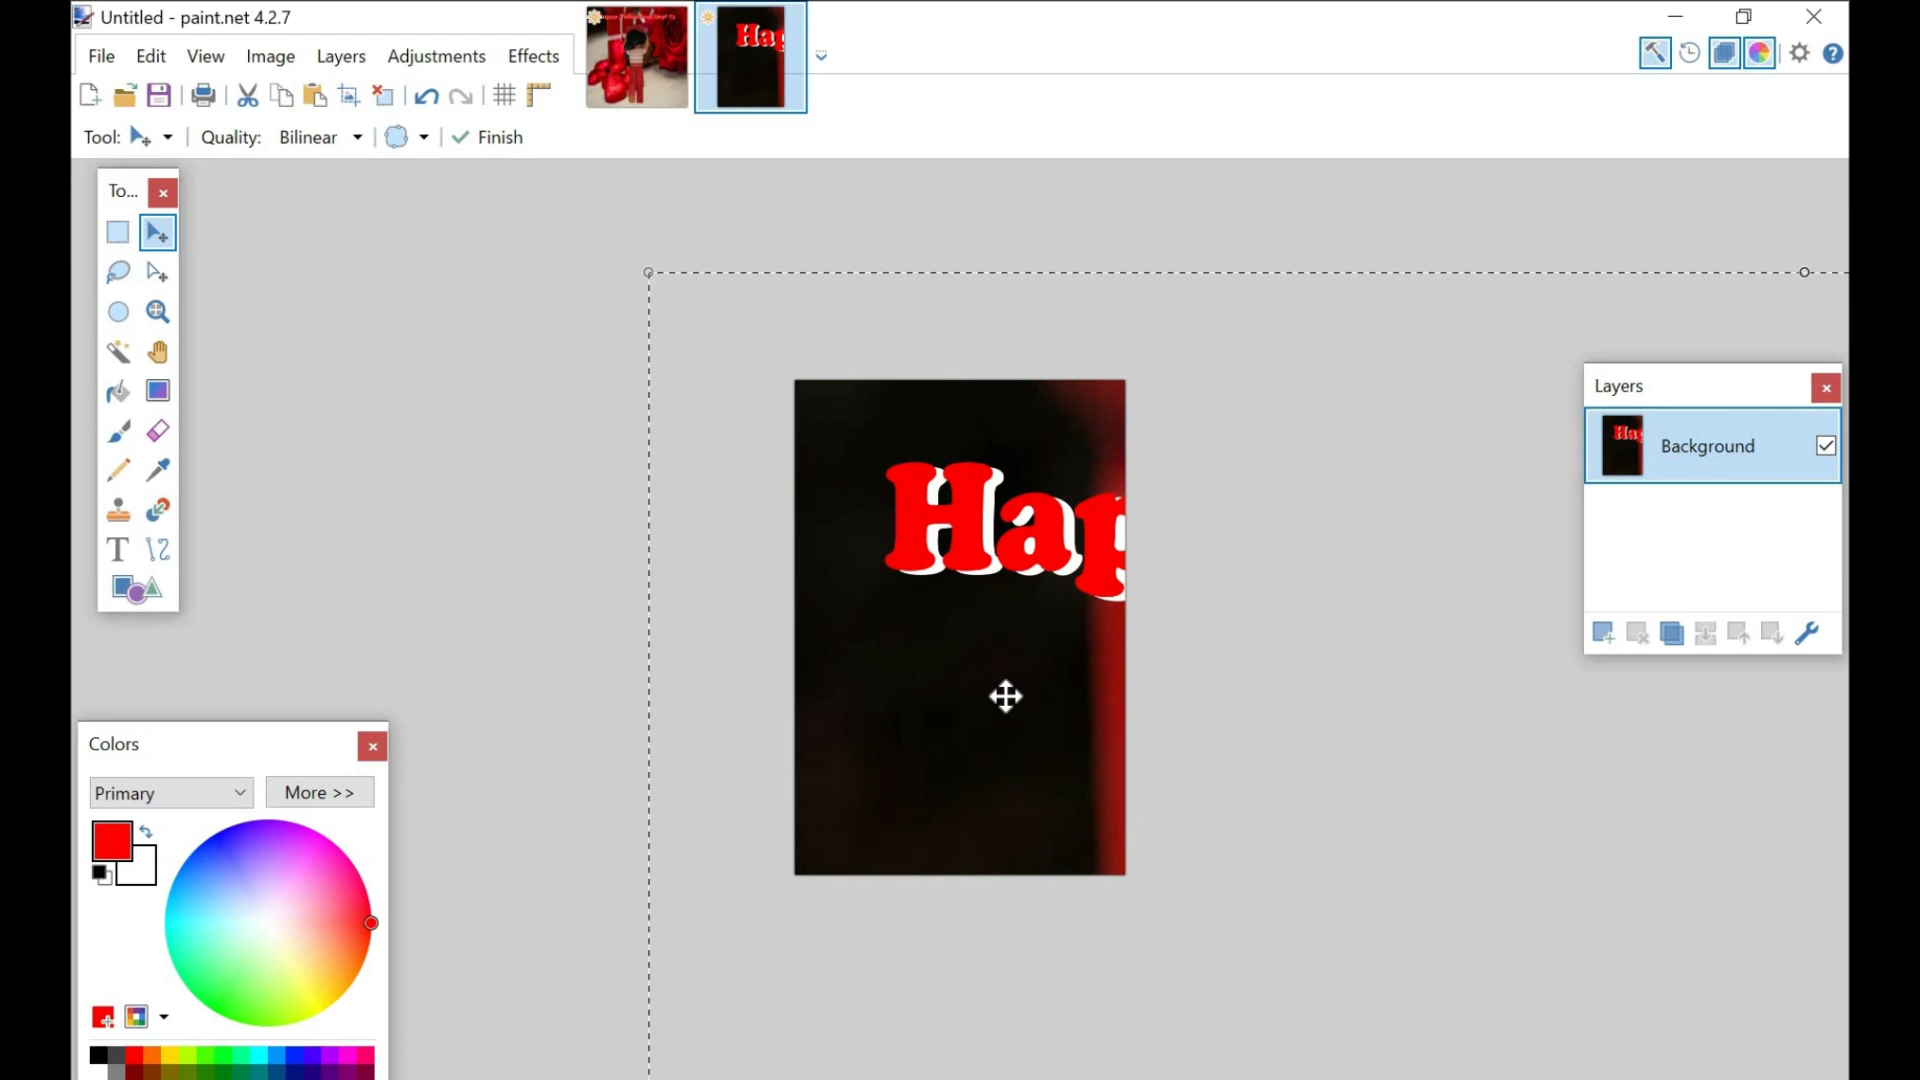 Untitled - paint.net 4.2.7
File Edit View Image Layers Adjustments Effects
Tool: Quality: Bilinear Finish
To...
Hap
Layers
Background
Colors
Primary More >>